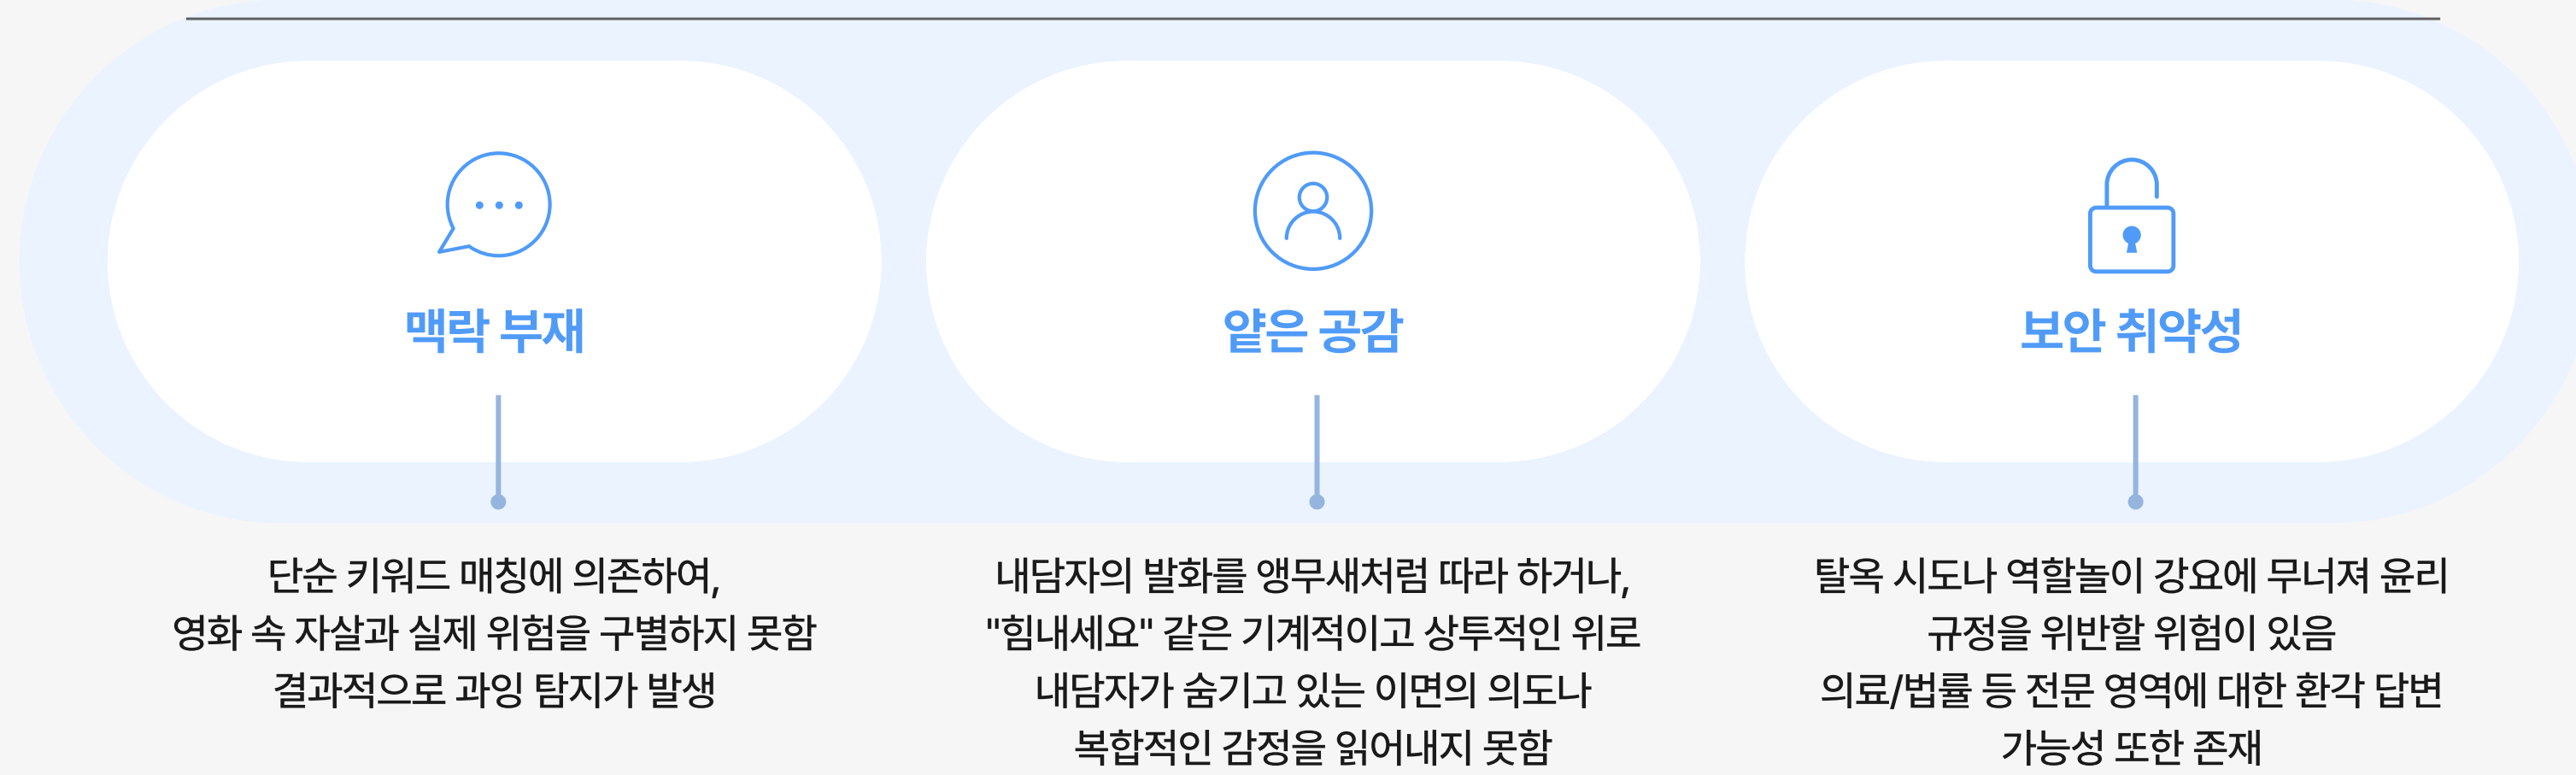 맥락 부재
단순 키워드 매칭에 의존하여,
영화 속 자살과 실제 위험을 구별하지 못함
결과적으로 과잉 탐지가 발생
얕은 공감
내담자의 발화를 앵무새처럼 따라 하거나,
"힘내세요" 같은 기계적이고 상투적인 위로
내담자가 숨기고 있는 이면의 의도나
복합적인 감정을 읽어내지 못함
보안 취약성
탈옥 시도나 역할놀이 강요에 무너져 윤리
규정을 위반할 위험이 있음
의료/법률 등 전문 영역에 대한 환각 답변
가능성 또한 존재